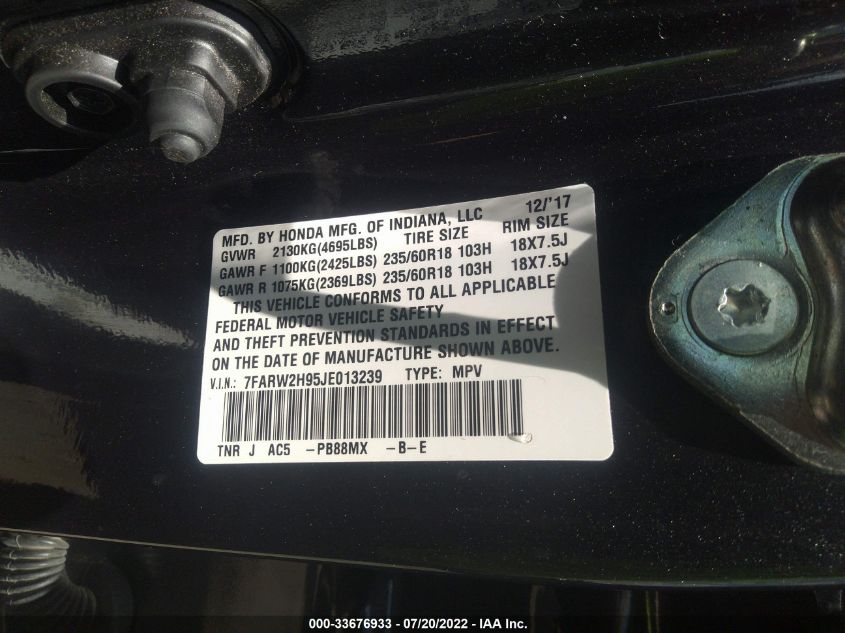 MFD. BY HONDA MFG. OF INDIANA, LLC 12/'17
GVWR 2130KG(4695LBS) TIRE SIZE RIM SIZE
GAWR F 1100KG(2425LBS) 235/60R18 103H 18X7.5J
GAWR R 1075KG(2369LBS) 235/60R18 103H 18X7.5J
THIS VEHICLE CONFORMS TO ALL APPLICABLE
FEDERAL MOTOR VEHICLE SAFETY
AND THEFT PREVENTION STANDARDS IN EFFECT
ON THE DATE OF MANUFACTURE SHOWN ABOVE.
V.I.N.: 7FARW2H95JE013239 TYPE: MPV
TNR J AC5 -PB88MX -B-E
000-33676933 - 07/20/2022 - IAA Inc.